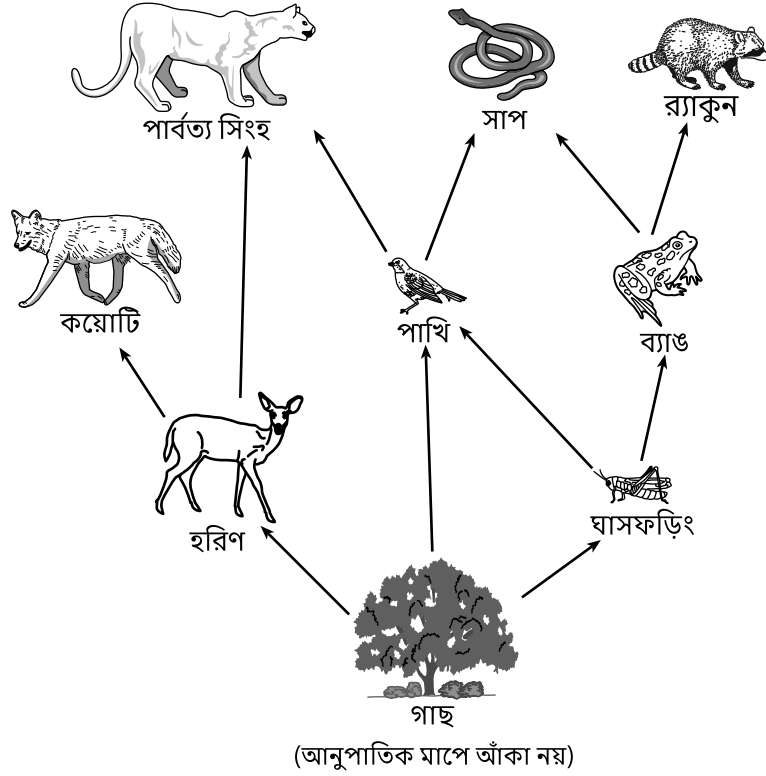 পার্বত্য সিংহ
সাপ
র‍্যাকুন
কয়োটি
পাখি
ব্যাঙ
হরিণ
ঘাসফড়িং
গাছ
(আনুপাতিক মাপে আঁকা নয়)